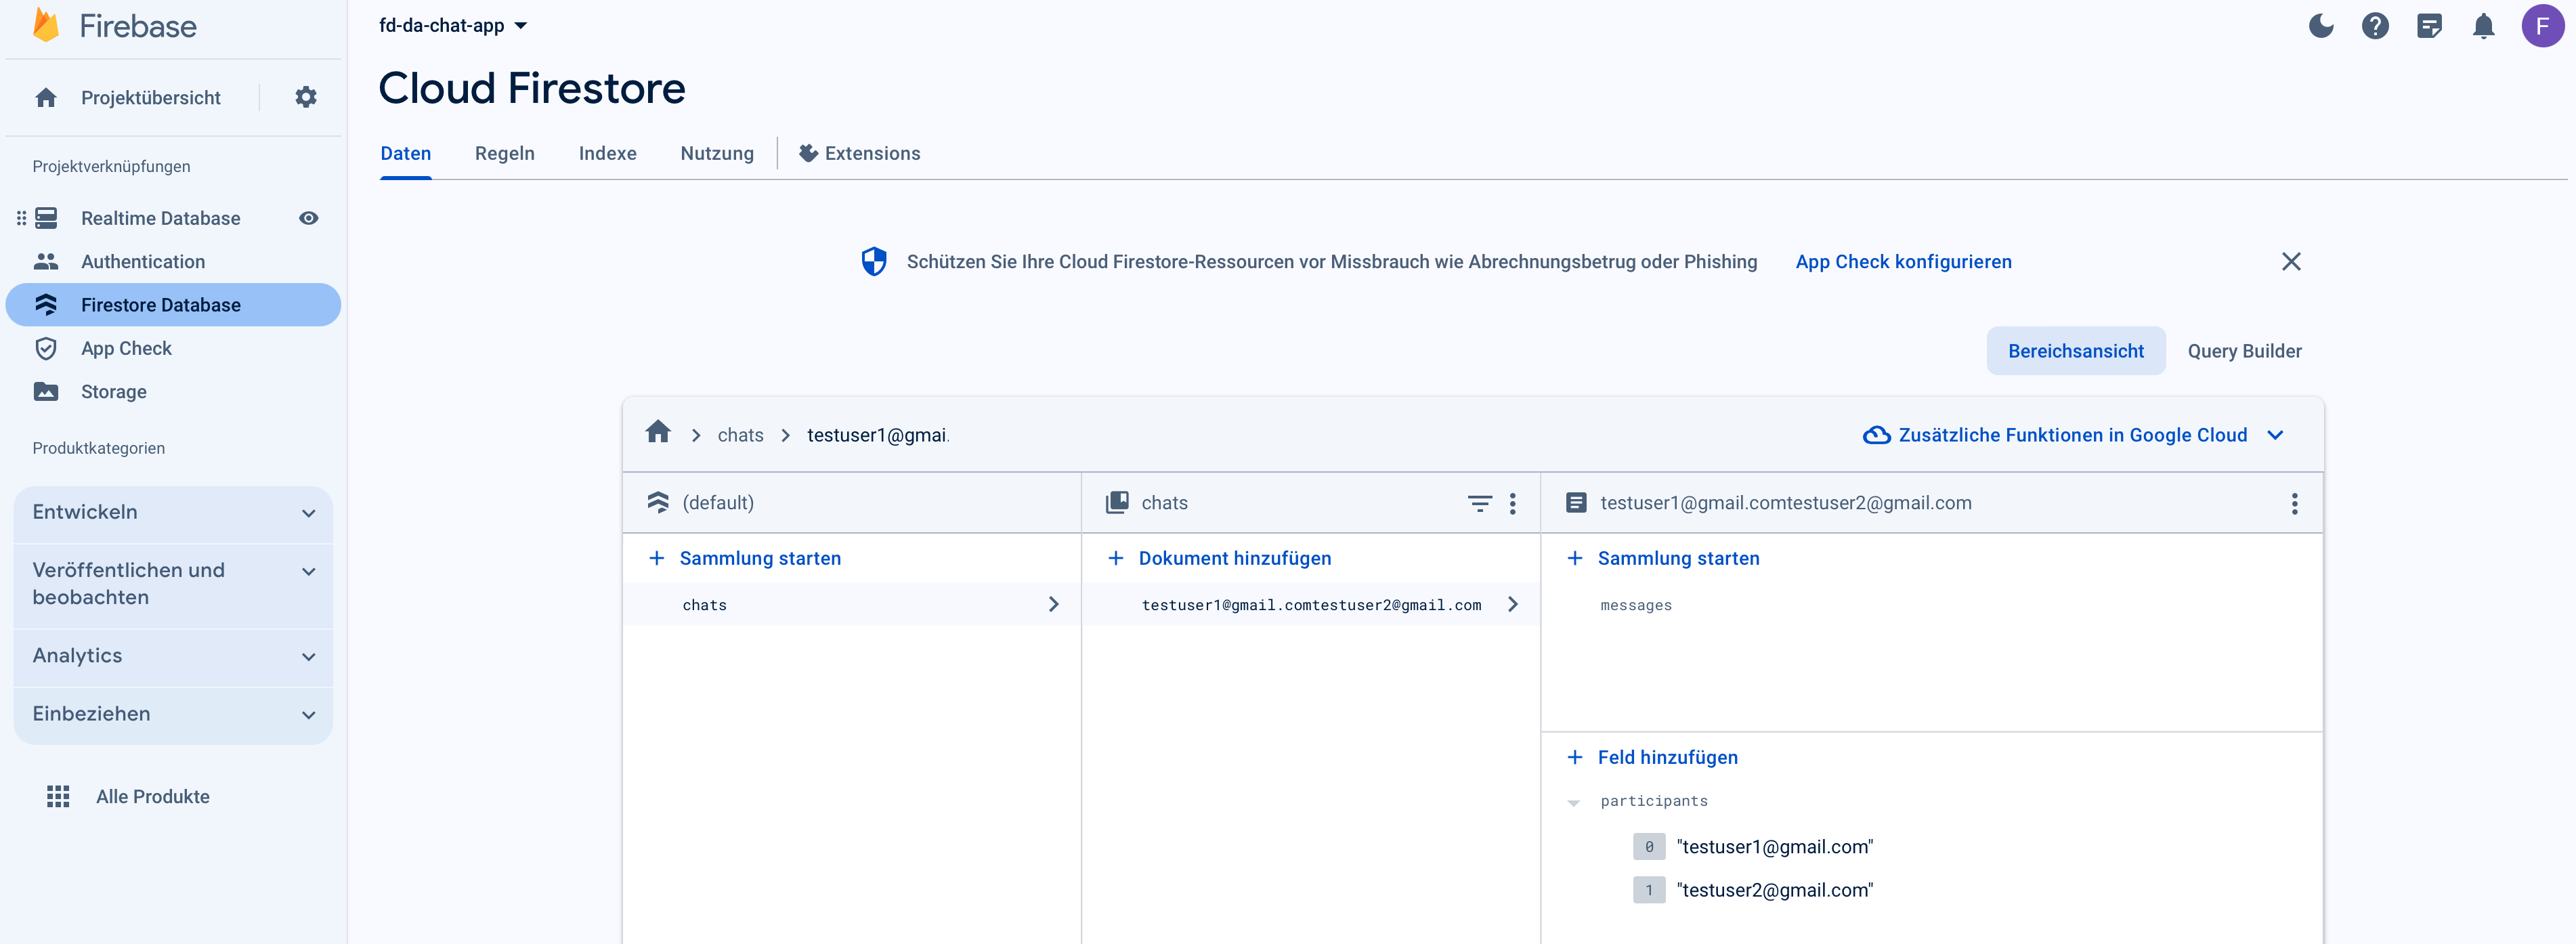 Firebase
fd-da-chat-app
F
Projektübersicht
Cloud Firestore
Daten
Regeln
Indexe
Nutzung
Extensions
Projektverknüpfungen
Realtime Database
Authentication
Firestore Database
App Check
Storage
Produktkategorien
Entwickeln
Veröffentlichen und
beobachten
Analytics
Einbeziehen
Alle Produkte
Schützen Sie Ihre Cloud Firestore-Ressourcen vor Missbrauch wie Abrechnungsbetrug oder Phishing App Check konfigurieren
Bereichsansicht
Query Builder
chats
testuser1@gmai.
Zusätzliche Funktionen in Google Cloud
(default)
Sammlung starten
chats
chats
Dokument hinzufügen
testuser1@gmail.comtestuser2@gmail.com
testuser1@gmail.comtestuser2@gmail.com
Sammlung starten
messages
Feld hinzufügen
participants
0 "testuser1@gmail.com"
1 "testuser2@gmail.com"